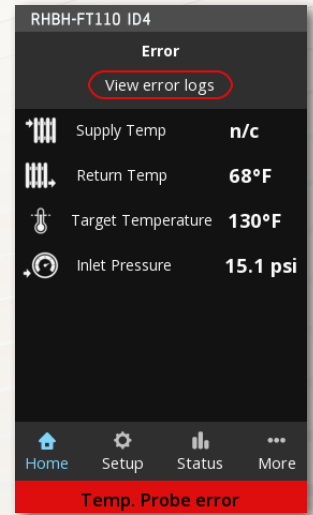 RHBH-FT110 ID4
Error
View error logs
Supply Temp n/c
Return Temp 68°F
Target Temperature 130°F
Inlet Pressure 15.1 psi
Home Setup Status More
Temp. Probe error